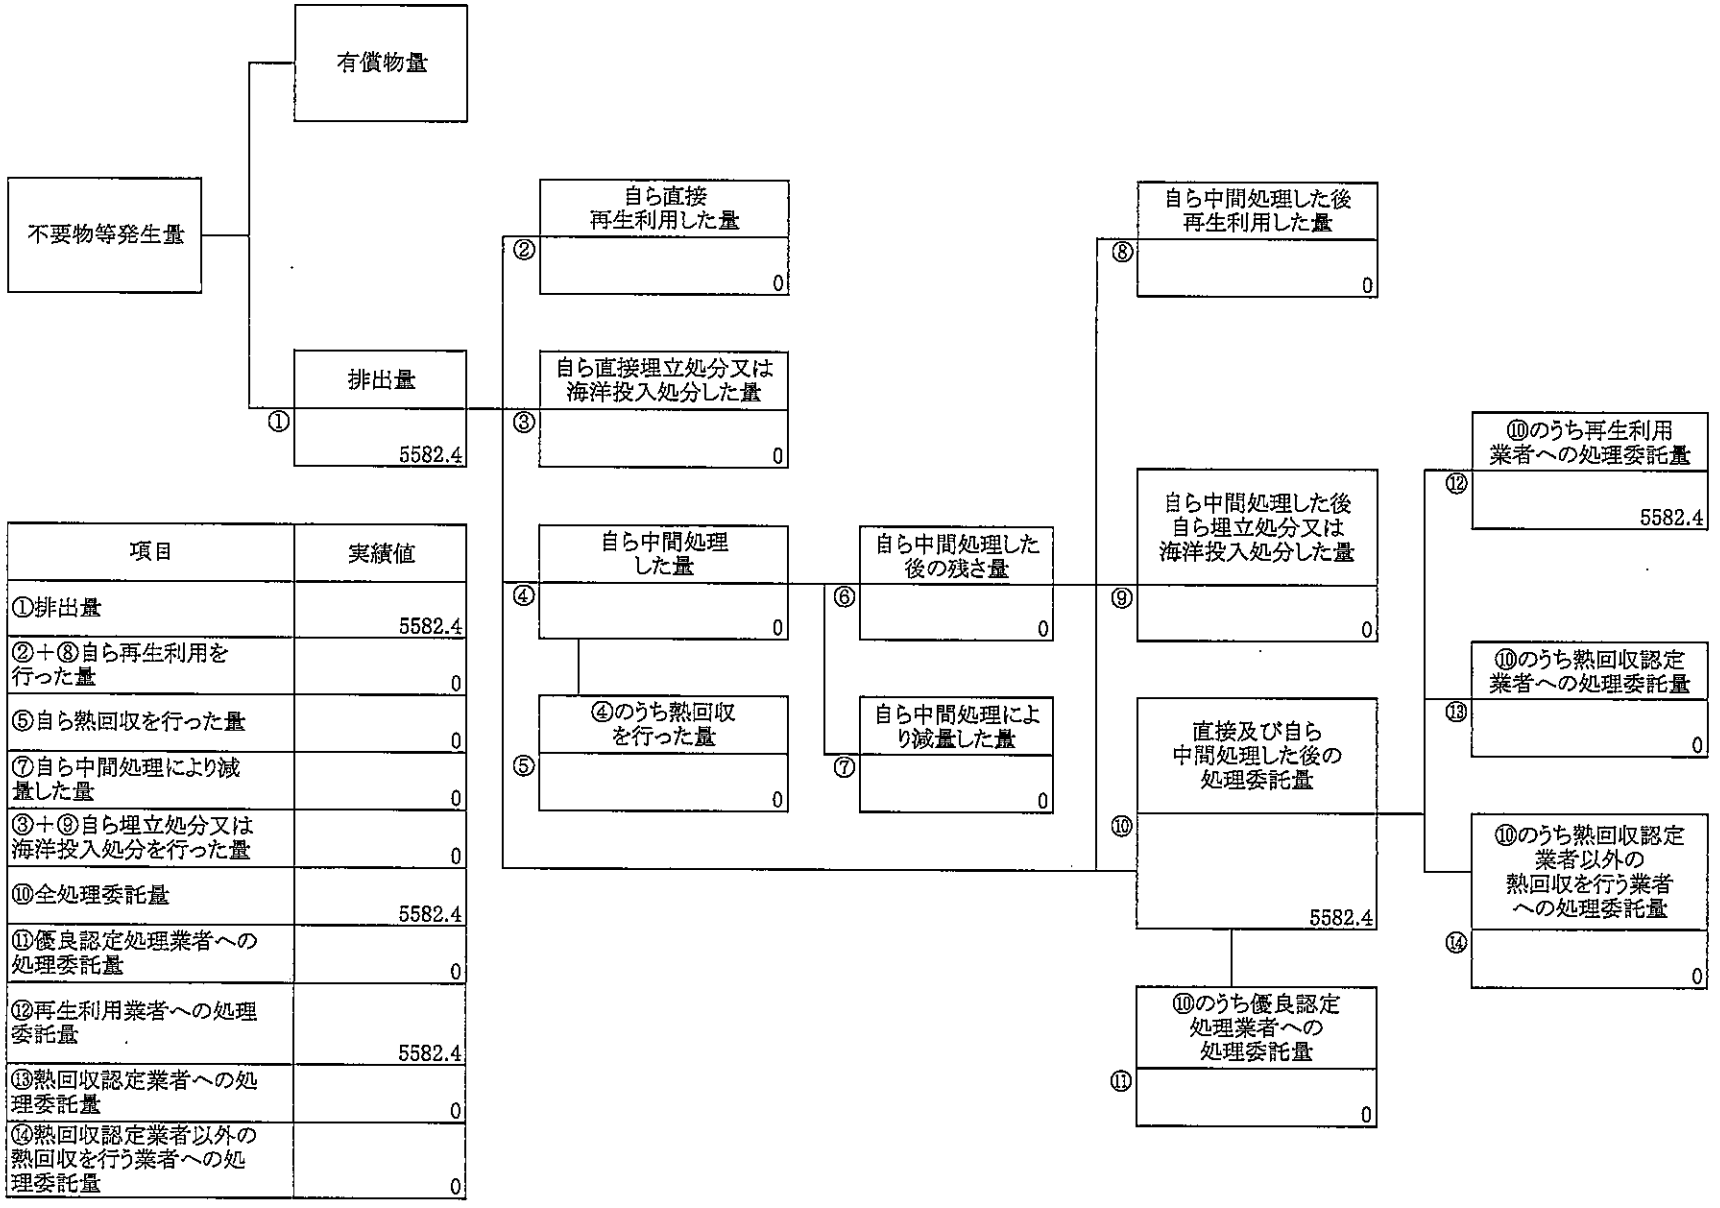 有償物量
不要物等発生量
排出量
①
5582.4
自ら直接
再生利用した量
②
0
自ら直接埋立処分又は
海洋投入処分した量
③
0
自ら中間処理
した量
④
0
④のうち熱回収
を行った量
⑤
0
自ら中間処理した
後の残さ量
⑥
0
自ら中間処理によ
り減量した量
⑦
0
自ら中間処理した後
再生利用した量
⑧
0
自ら中間処理した後
自ら埋立処分又は
海洋投入処分した量
⑨
0
直接及び自ら
中間処理した後の
処理委託量
⑩
5582.4
⑩のうち優良認定
処理業者への
処理委託量
⑪
0
⑩のうち再生利用
業者への処理委託量
⑫
5582.4
⑩のうち熱回収認定
業者への処理委託量
⑬
0
⑩のうち熱回収認定
業者以外の
熱回収を行う業者
への処理委託量
⑭
0
項目 実績値
①排出量
5582.4
②＋⑧自ら再生利用を
行った量
0
⑤自ら熱回収を行った量
0
⑦自ら中間処理により減
量した量
0
③＋⑨自ら埋立処分又は
海洋投入処分を行った量
0
⑩全処理委託量
5582.4
⑪優良認定処理業者への
処理委託量
0
⑫再生利用業者への処理
委託量
5582.4
⑬熱回収認定業者への処
理委託量
0
⑭熱回収認定業者以外の
熱回収を行う業者への処
理委託量
0